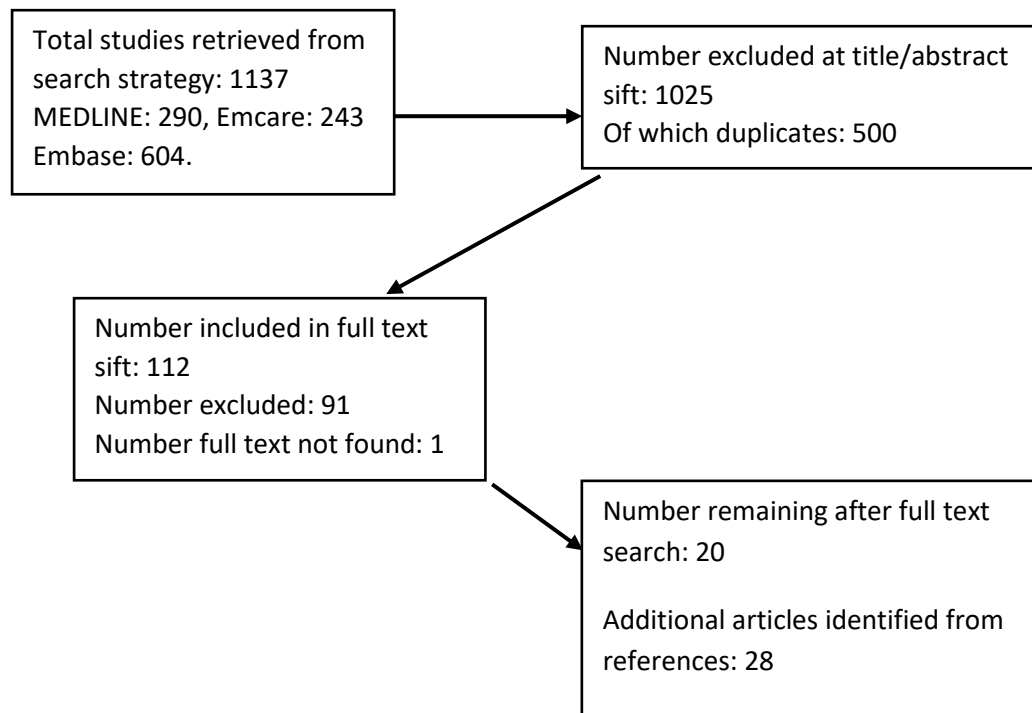 Total studies retrieved from
search strategy: 1137
MEDLINE: 290, Emcare: 243
Embase: 604.
Number excluded at title/abstract
sift: 1025
Of which duplicates: 500
Number included in full text
sift: 112
Number excluded: 91
Number full text not found: 1
Number remaining after full text
search: 20
Additional articles identified from
references: 28